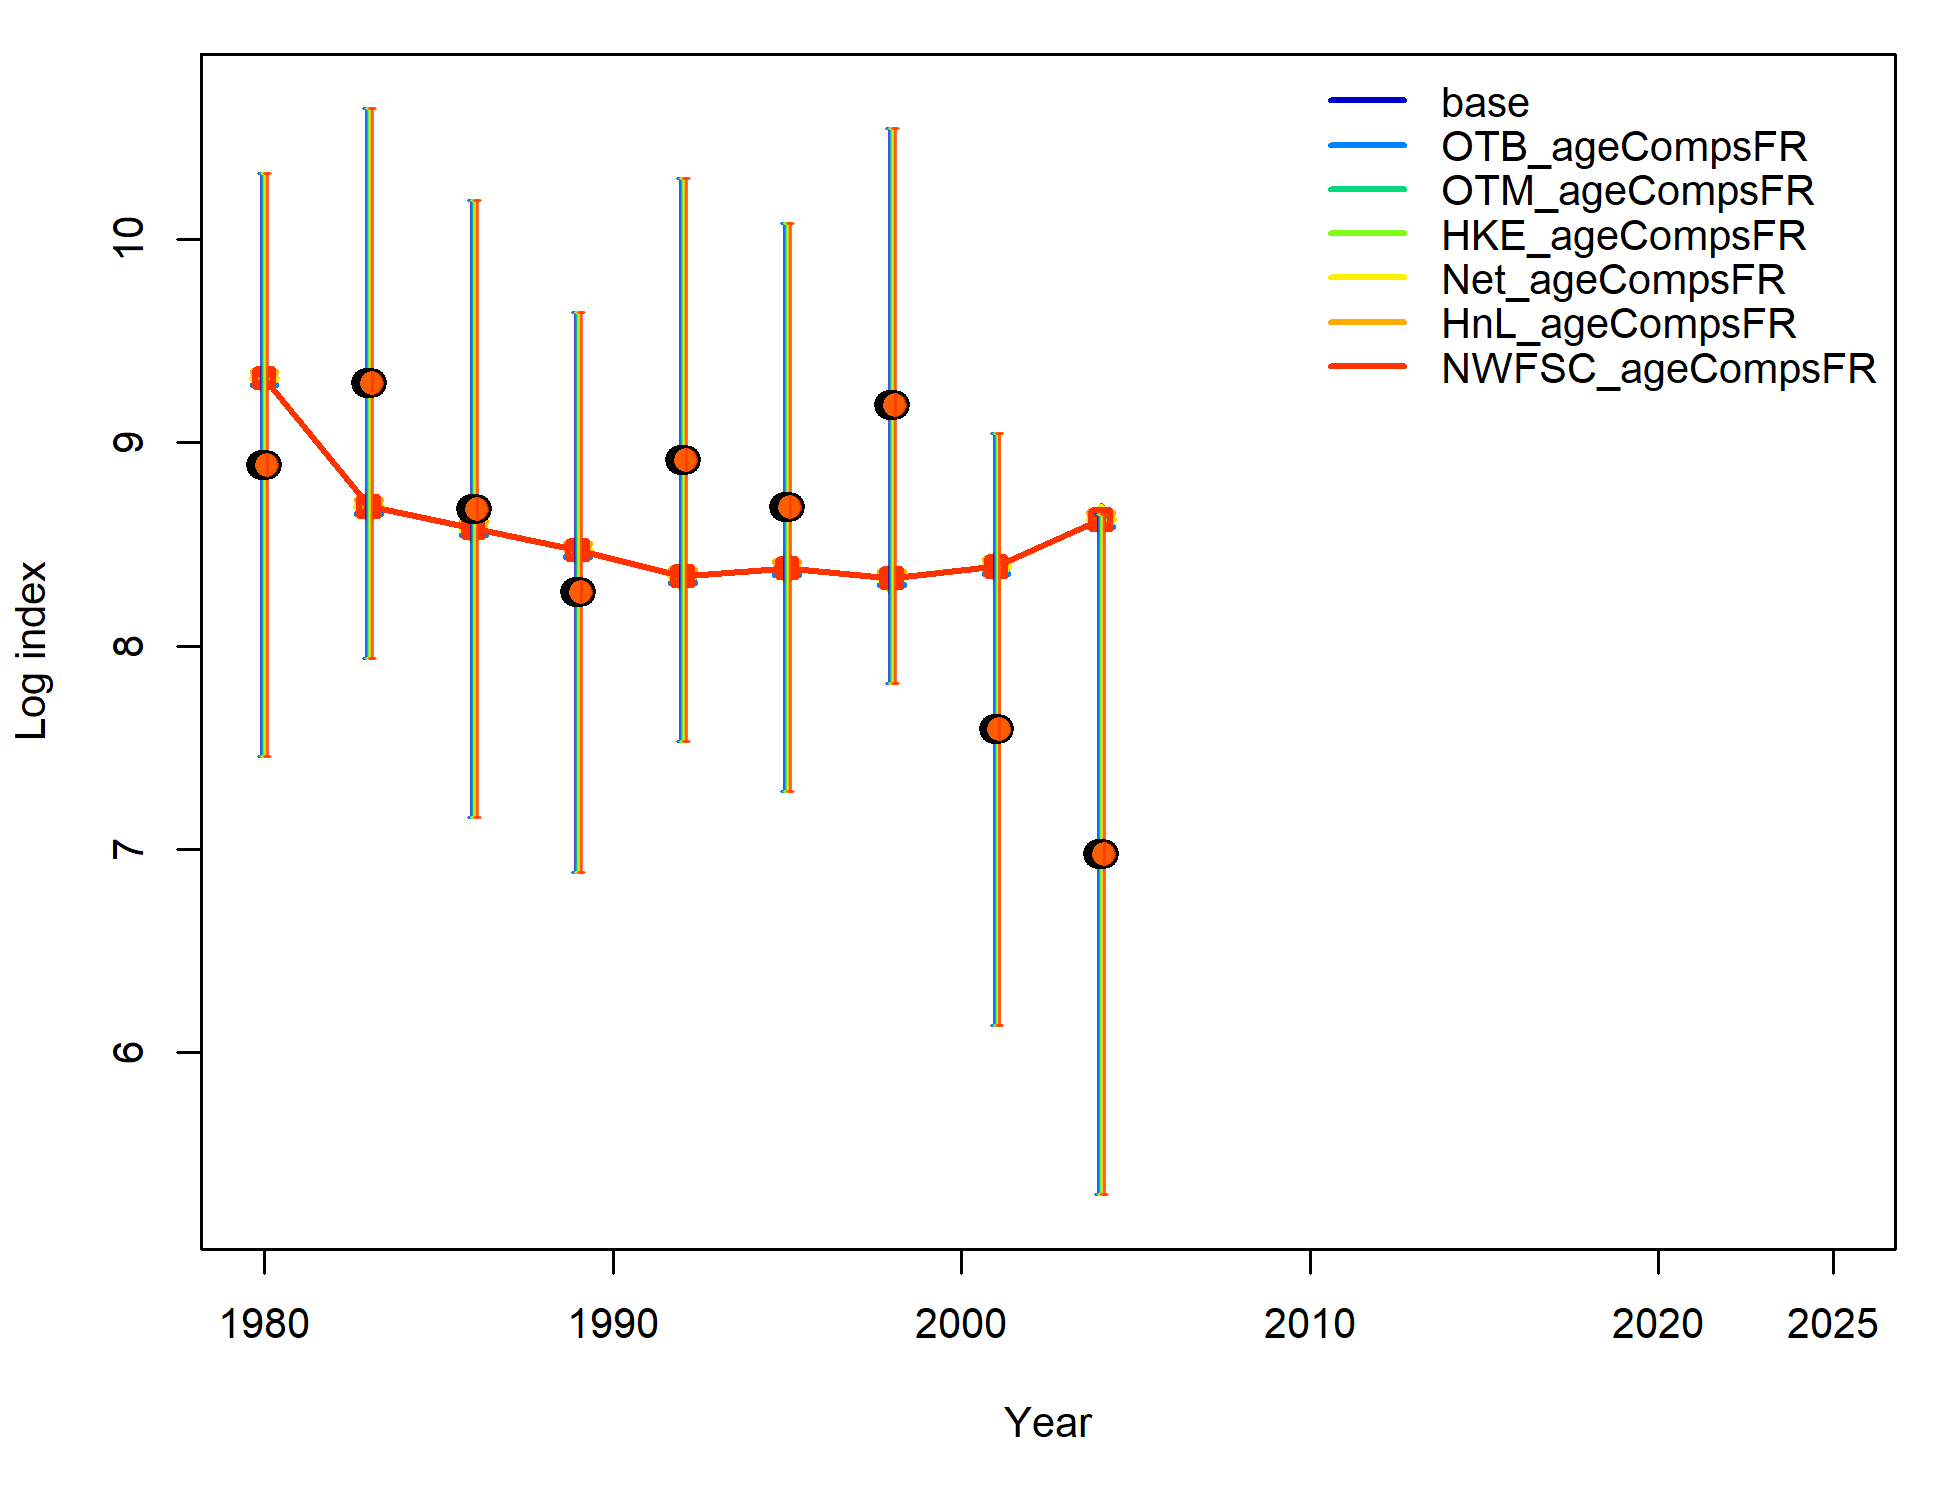 base
OTB_ageCompsFR
OTM_ageCompsFR
HKE_ageCompsFR
Net_ageCompsFR
HnL_ageCompsFR
NWFSC_ageCompsFR
10
9
8
7
6
Log index
1980 1990 2000 2010 2020 2025
Year